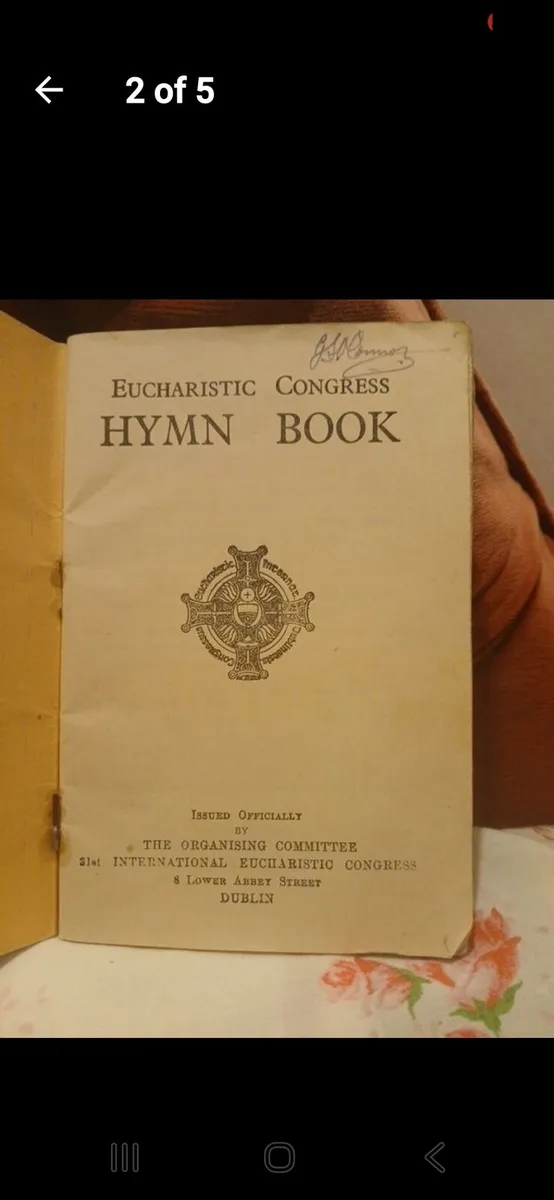 2 of 5
EUCHARISTIC CONGRESS
HYMN BOOK
ISSUED OFFICIALLY
BY
THE ORGANISING COMMITTEE
31st INTERNATIONAL EUCHARISTIC CONGRESS
8 LOWER ABBEY STREET
DUBLIN